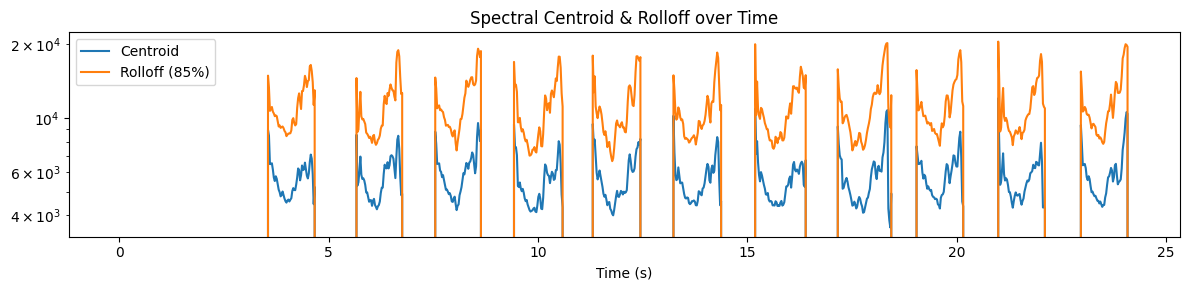 Spectral Centroid & Rolloff over Time
Centroid
Rolloff (85%)
2 × 10⁴
10⁴
6 × 10³
4 × 10³
0 5 10 15 20 25
Time (s)